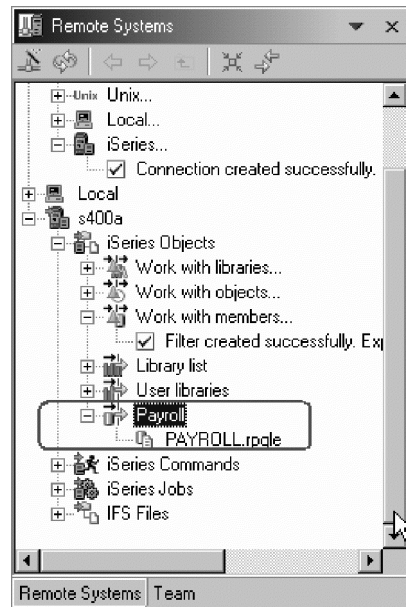 Remote Systems
Unix Unix...
Local...
iSeries...
Connection created successfully.
Local
s400a
iSeries Objects
Work with libraries...
Work with objects...
Work with members...
Filter created successfully. Exp
Library list
User libraries
Payroll
PAYROLL.rpgle
iSeries Commands
iSeries Jobs
IFS Files
Remote Systems Team